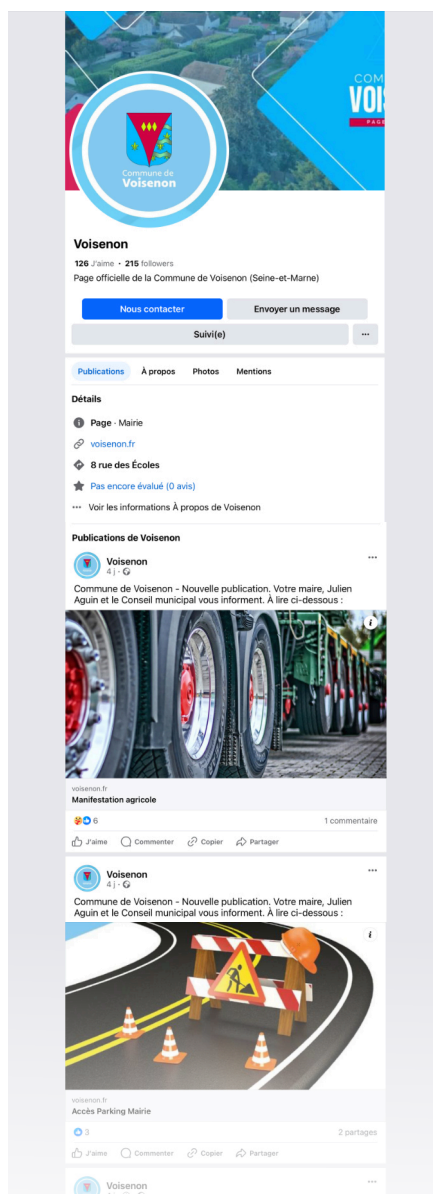 COM
VOI
PAGE
Commune de
Voisenon
Voisenon
126 J'aime • 215 followers
Page officielle de la Commune de Voisenon (Seine-et-Marne)
Nous contacter
Envoyer un message
Suivi(e)
...
Publications
À propos
Photos
Mentions
Détails
Page · Mairie
voisenon.fr
8 rue des Écoles
Pas encore évalué (0 avis)
... Voir les informations À propos de Voisenon
Publications de Voisenon
Voisenon
...
4 j ·
Commune de Voisenon - Nouvelle publication. Votre maire, Julien
Aguin et le Conseil municipal vous informent. À lire ci-dessous :
i
voisenon.fr
Manifestation agricole
6
1 commentaire
J'aime
Commenter
Copier
Partager
Voisenon
...
4 j ·
Commune de Voisenon - Nouvelle publication. Votre maire, Julien
Aguin et le Conseil municipal vous informent. À lire ci-dessous :
i
voisenon.fr
Accès Parking Mairie
3
2 partages
J'aime
Commenter
Copier
Partager
Voisenon
...